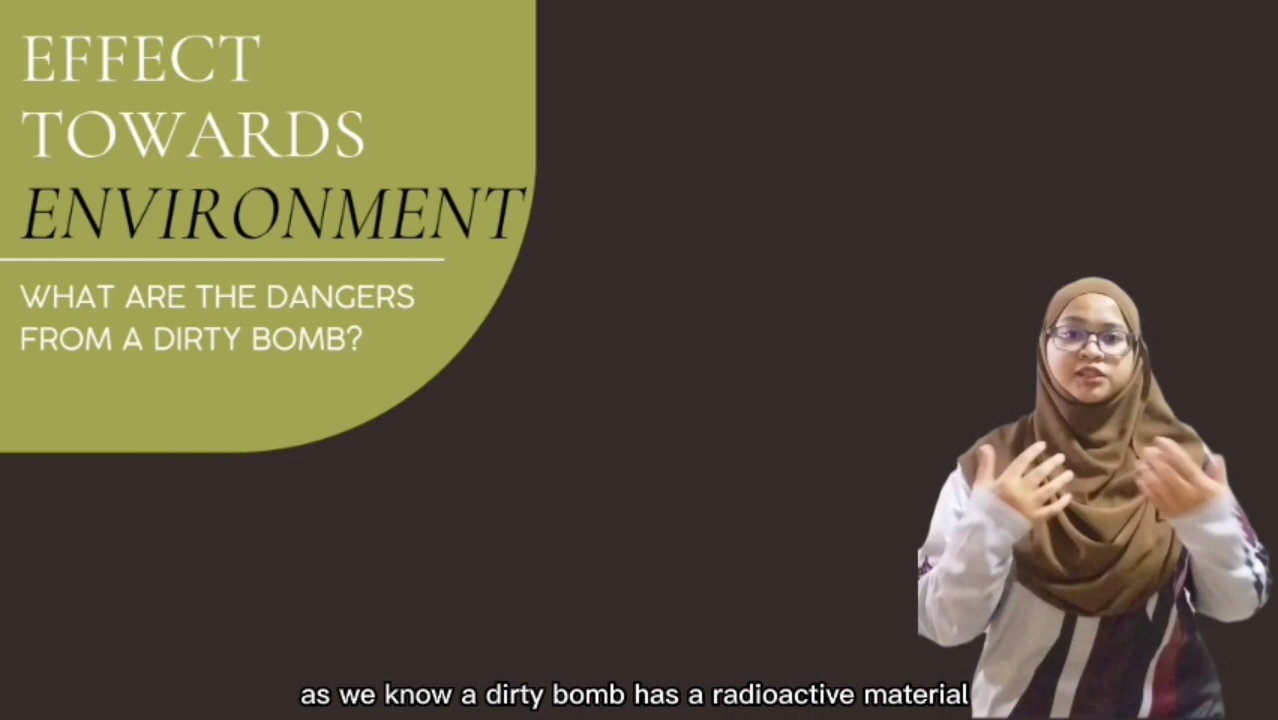 EFFECT
TOWARDS
ENVIRONMENT
WHAT ARE THE DANGERS
FROM A DIRTY BOMB?
as we know a dirty bomb has a radioactive material